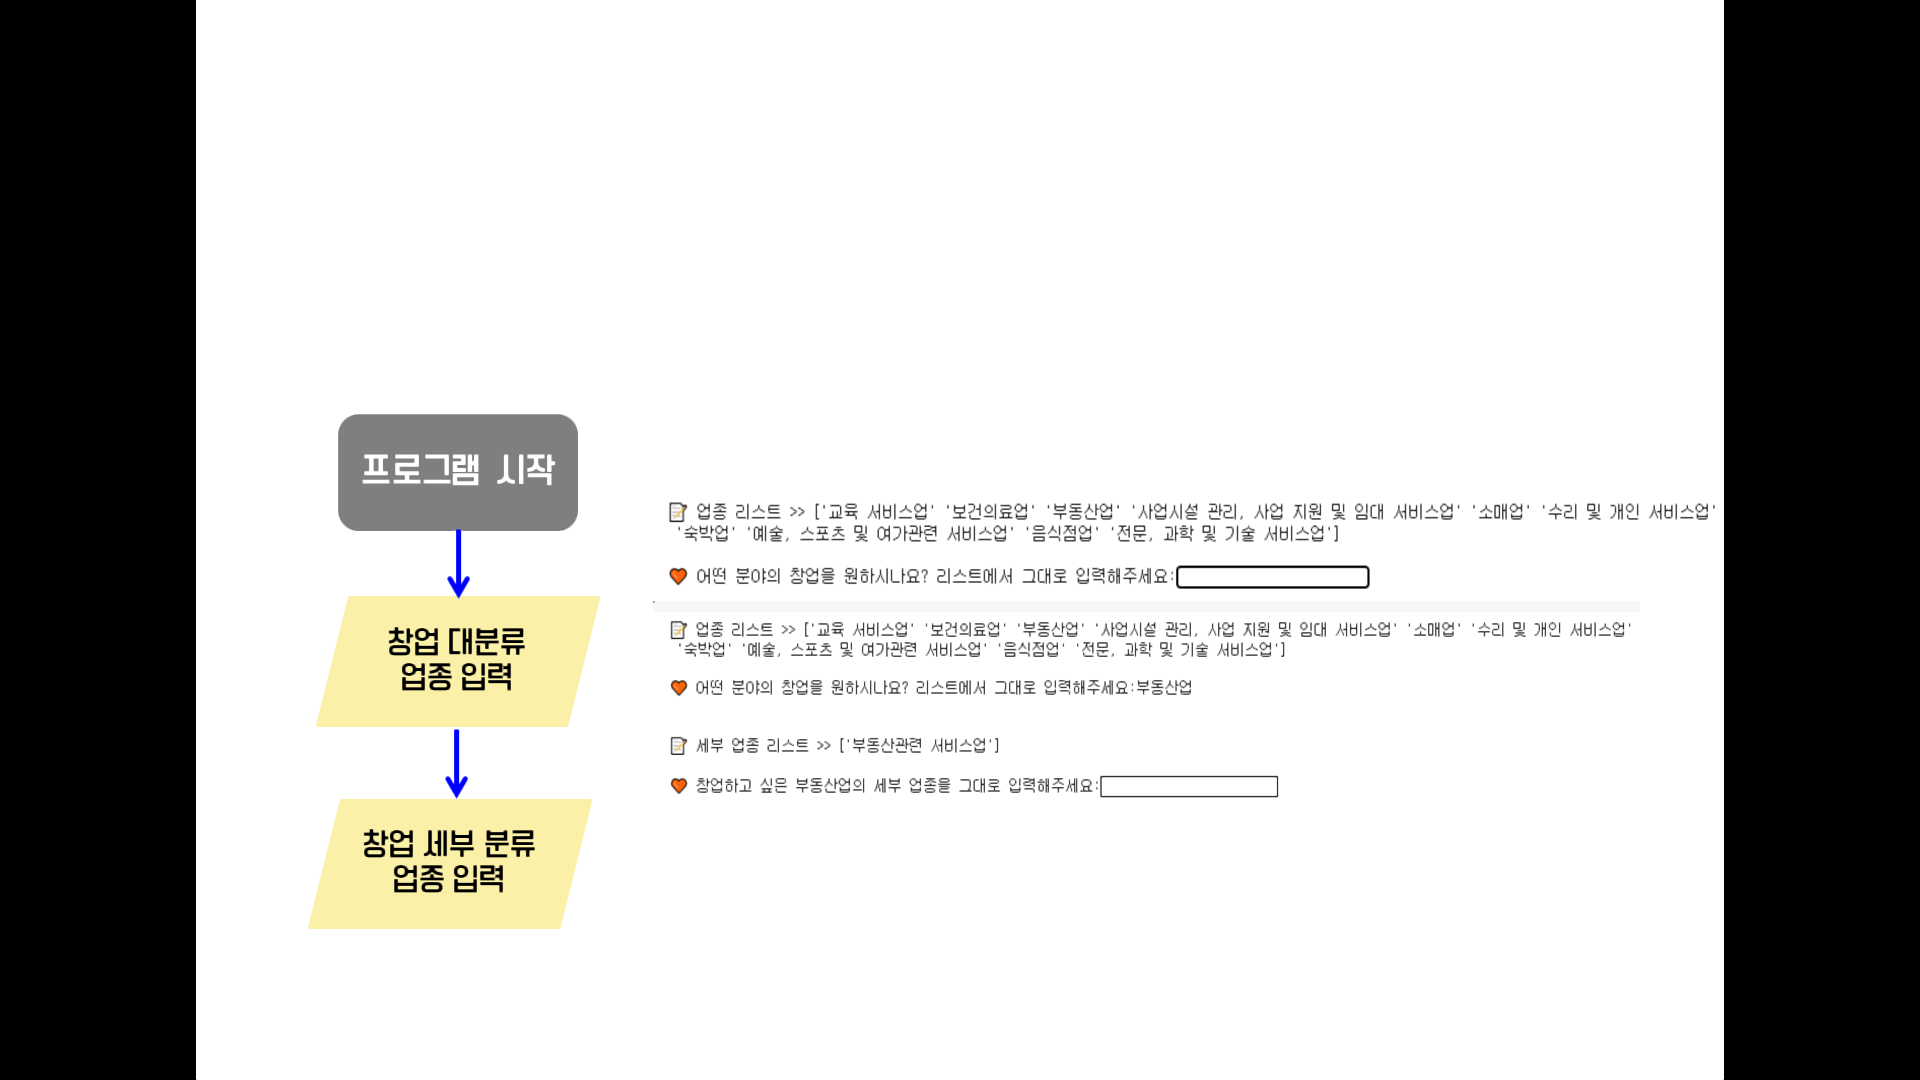 프로그램 시작
창업 대분류
업종 입력
창업 세부 분류
업종 입력
업종 리스트 >> ['교육 서비스업' '보건의료업' '부동산업' '사업시설 관리, 사업 지원 및 임대 서비스업' '소매업' '수리 및 개인 서비스업'
'숙박업' '예술, 스포츠 및 여가관련 서비스업' '음식점업' '전문, 과학 및 기술 서비스업']
어떤 분야의 창업을 원하시나요? 리스트에서 그대로 입력해주세요:
업종 리스트 >> ['교육 서비스업' '보건의료업' '부동산업' '사업시설 관리, 사업 지원 및 임대 서비스업' '소매업' '수리 및 개인 서비스업'
'숙박업' '예술, 스포츠 및 여가관련 서비스업' '음식점업' '전문, 과학 및 기술 서비스업']
어떤 분야의 창업을 원하시나요? 리스트에서 그대로 입력해주세요:부동산업
세부 업종 리스트 >> ['부동산관련 서비스업']
창업하고 싶은 부동산업의 세부 업종을 그대로 입력해주세요: